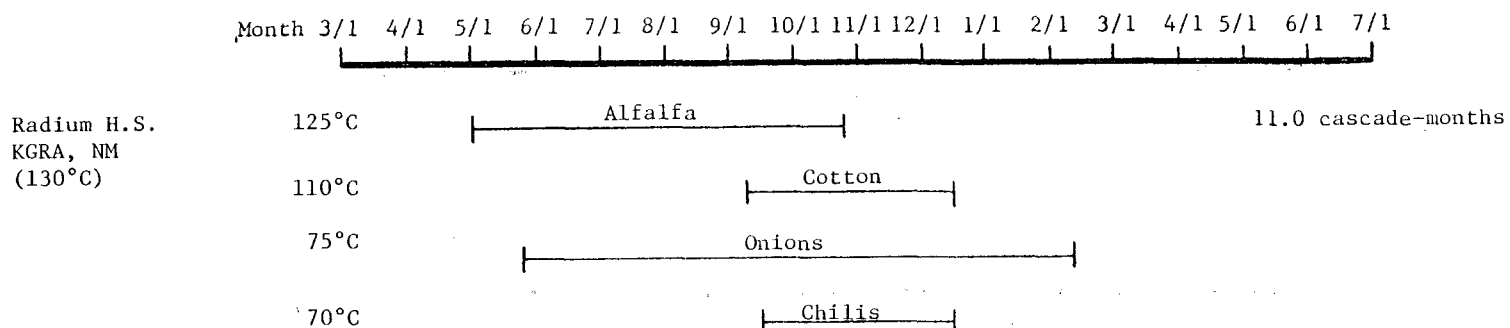 Month 3/1 4/1 5/1 6/1 7/1 8/1 9/1 10/1 11/1 12/1 1/1 2/1 3/1 4/1 5/1 6/1 7/1
Radium H.S. 125°C Alfalfa 11.0 cascade-months
KGRA, NM
(130°C) 110°C Cotton
75°C Onions
70°C Chilis